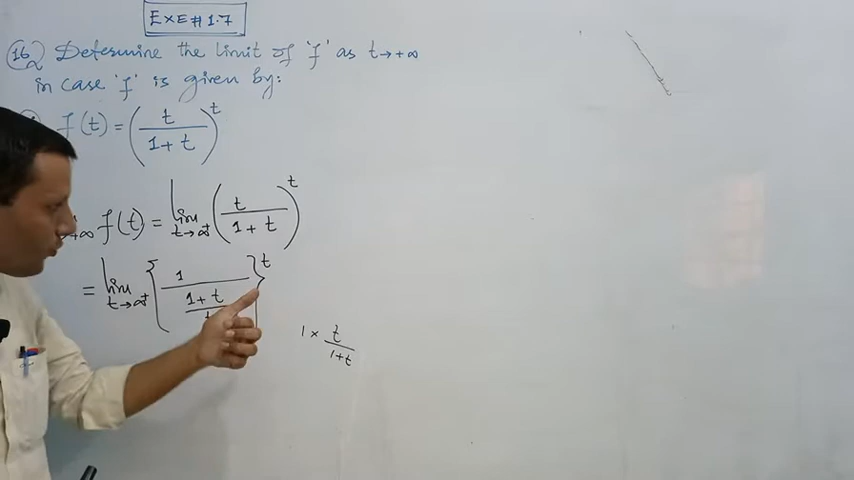 EXE# 1.7
16 Determine the limit of 'f' as t→+∞
in case 'f' is given by:
f(t) = (t/(1+t))^t
→+∞ f(t) = lim t→∞⁺ (t/(1+t))^t
= lim t→∞⁺ {1/((1+t)/t)}^t
1 × t/(1+t)